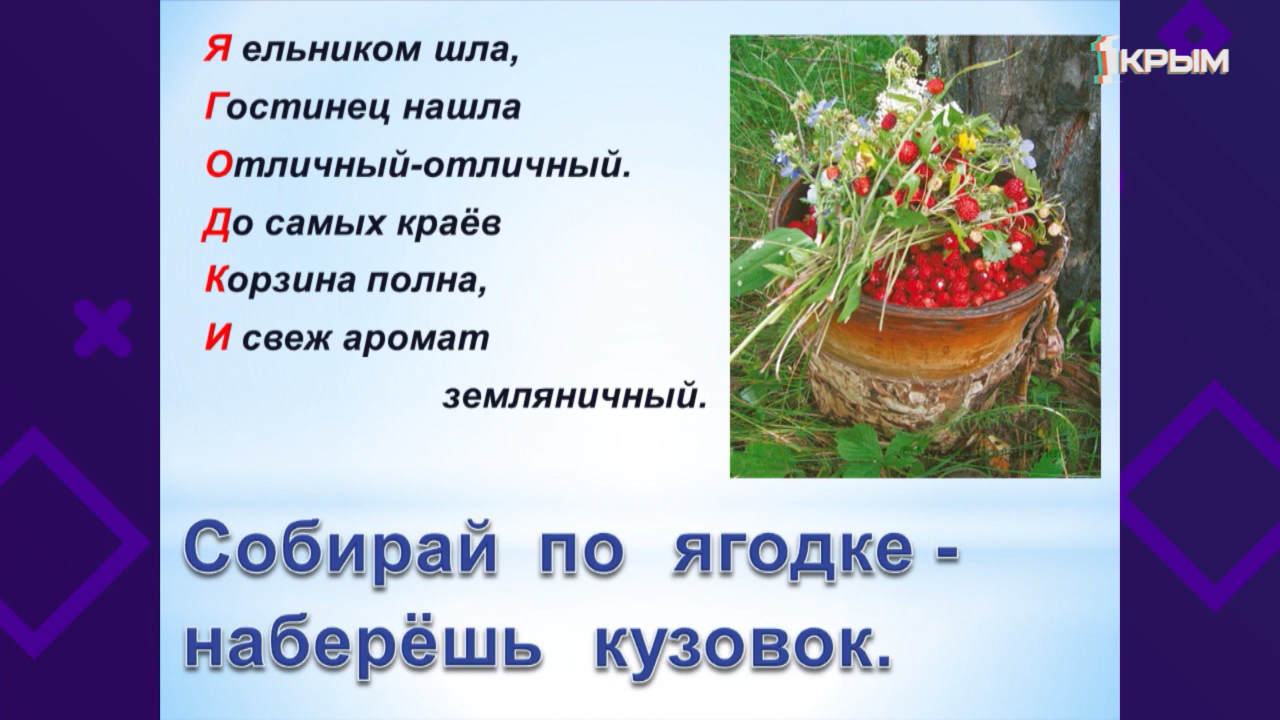 Я ельником шла,
Гостинец нашла
Отличный-отличный.
До самых краёв
Корзина полна,
И свеж аромат
земляничный.
1 КРЫМ
Собирай по ягодке -
наберёшь кузовок.